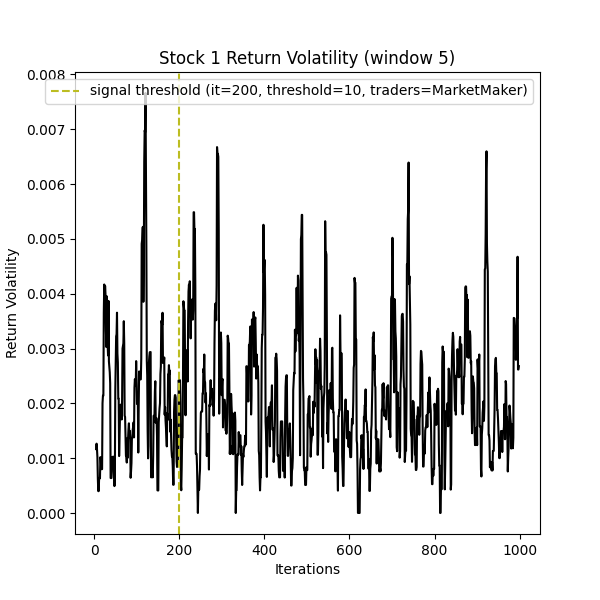 Stock 1 Return Volatility (window 5)
signal threshold (it=200, threshold=10, traders=MarketMaker)
0.008
0.007
0.006
0.005
0.004
0.003
0.002
0.001
0.000
Return Volatility
0 200 400 600 800 1000
Iterations